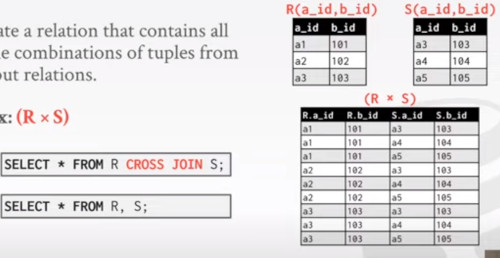 ate a relation that contains all
e combinations of tuples from
out relations.
x: (R × S)
SELECT * FROM R CROSS JOIN S;
SELECT * FROM R, S;
R(a_id,b_id)
a_id b_id
a1 101
a2 102
a3 103
S(a_id,b_id)
a_id b_id
a3 103
a4 104
a5 105
(R × S)
R.a_id R.b_id S.a_id S.b_id
a1 101 a3 103
a1 101 a4 104
a1 101 a5 105
a2 102 a3 103
a2 102 a4 104
a2 102 a5 105
a3 103 a3 103
a3 103 a4 104
a3 103 a5 105